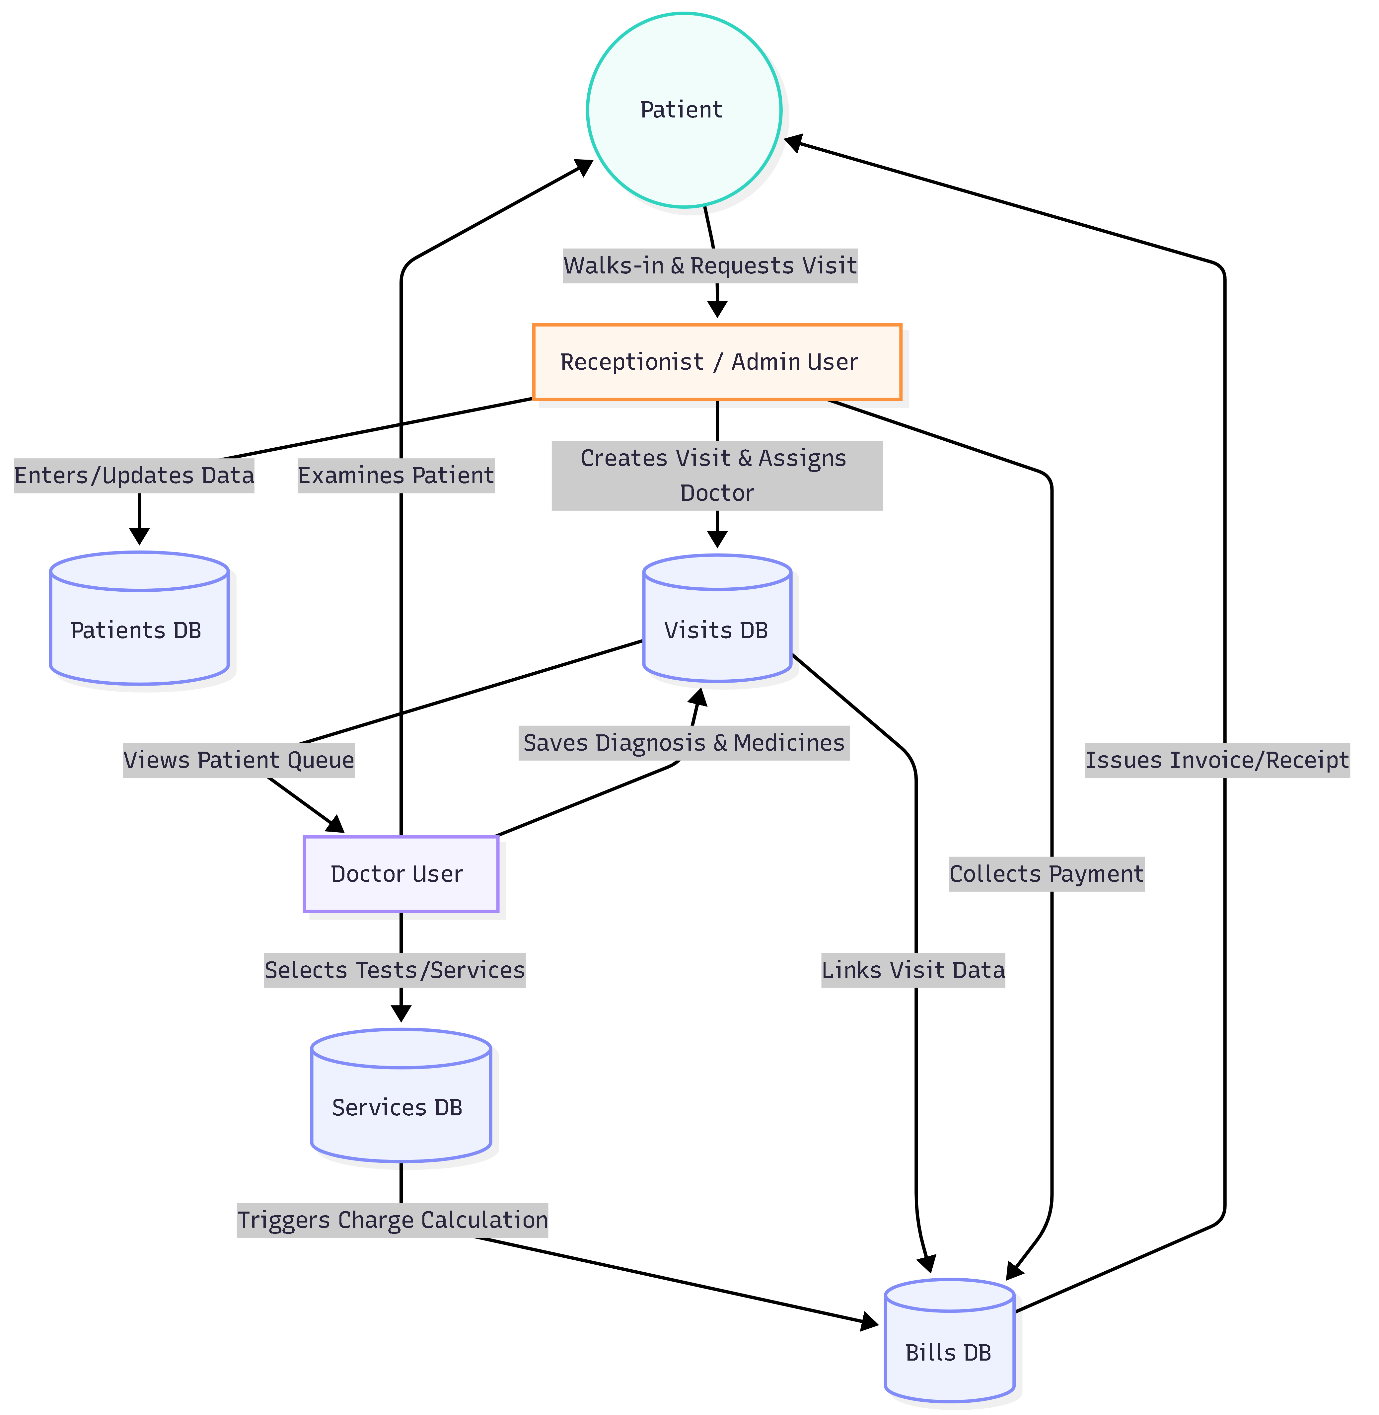 Patient
Walks-in & Requests Visit
Receptionist / Admin User
Enters/Updates Data
Examines Patient
Creates Visit & Assigns
Doctor
Patients DB
Visits DB
Views Patient Queue
Saves Diagnosis & Medicines
Issues Invoice/Receipt
Doctor User
Collects Payment
Selects Tests/Services
Links Visit Data
Services DB
Triggers Charge Calculation
Bills DB